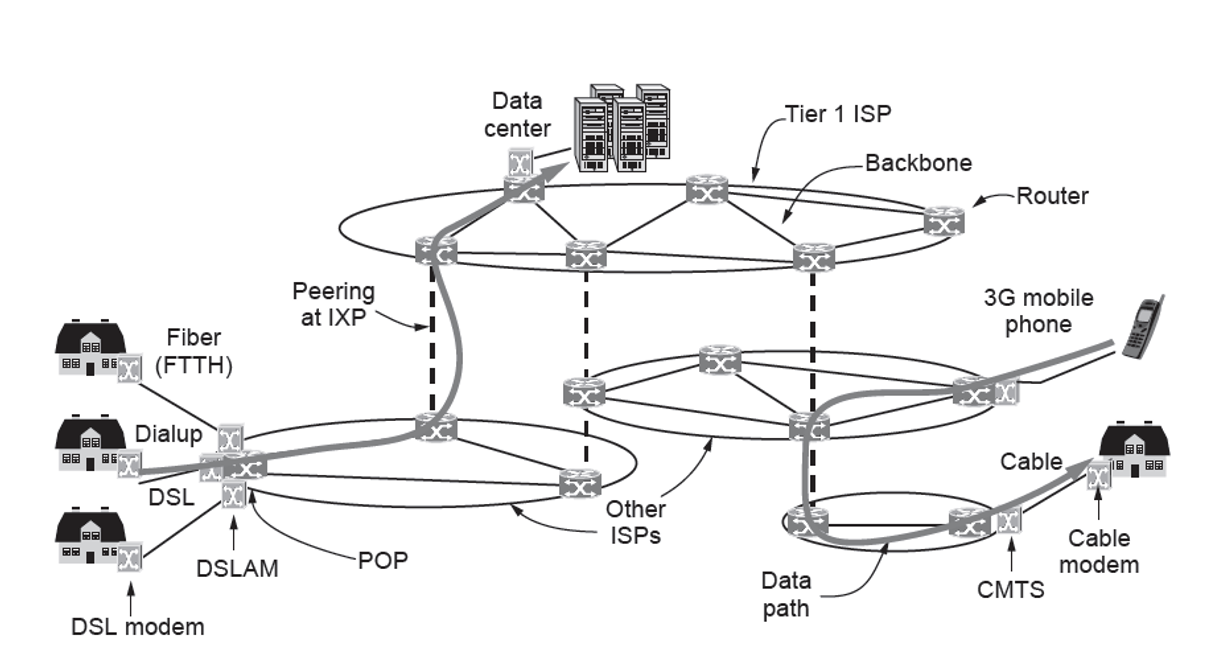 Data
center
Tier 1 ISP
Backbone
Router
Peering
at IXP
3G mobile
phone
Fiber
(FTTH)
Dialup
DSL
Cable
Other
ISPs
POP
DSLAM
DSL modem
Data
path
CMTS
Cable
modem